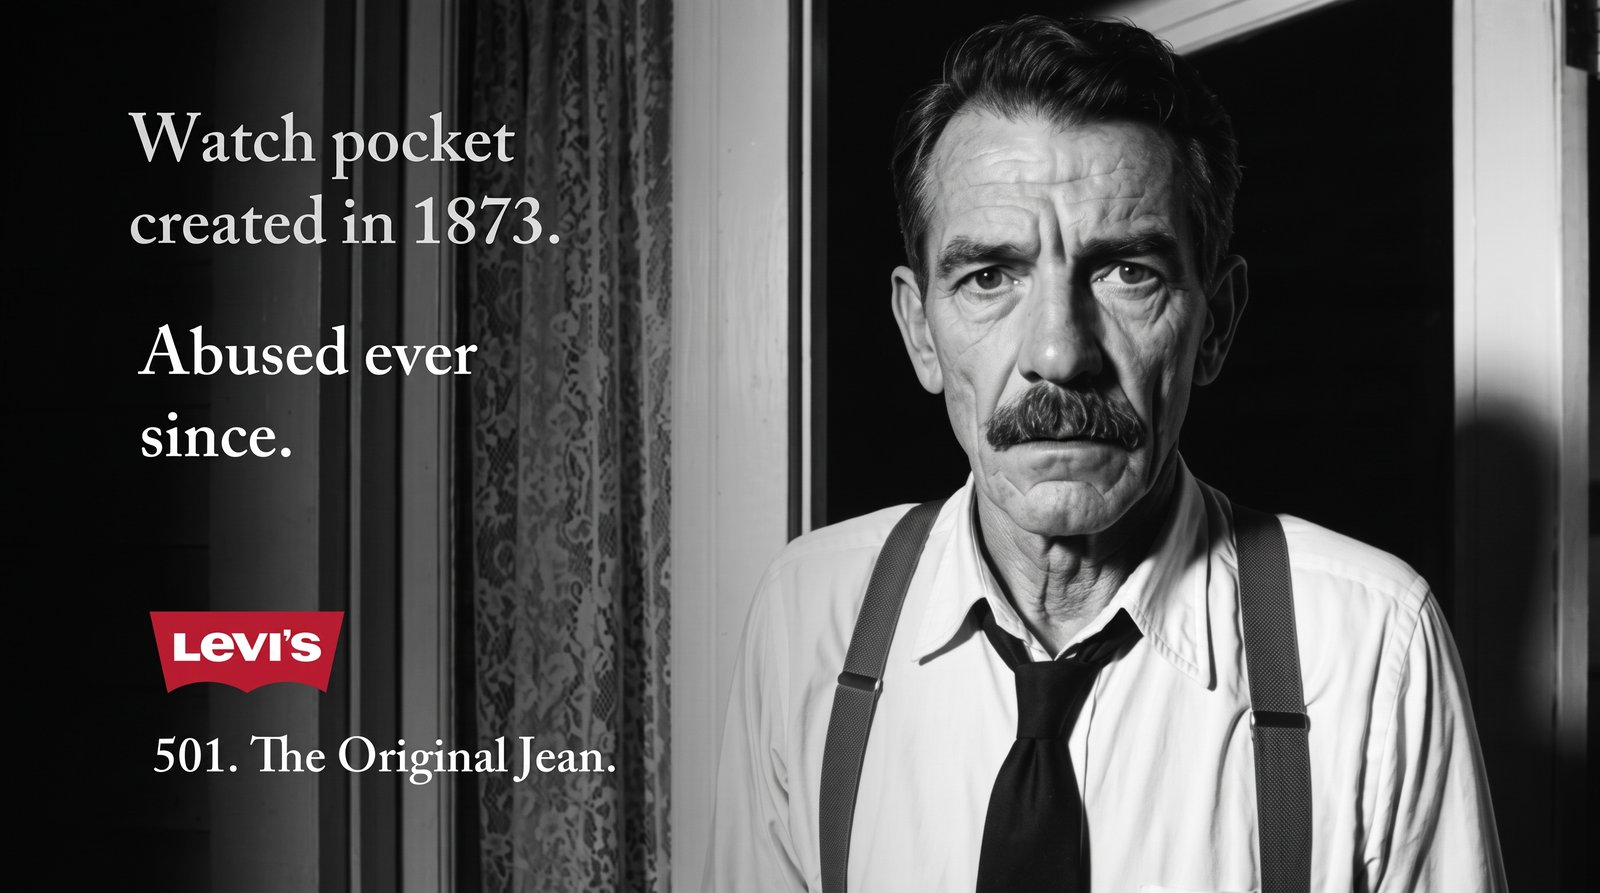 Watch pocket
created in 1873.
Abused ever
since.
LEVI'S
501. The Original Jean.